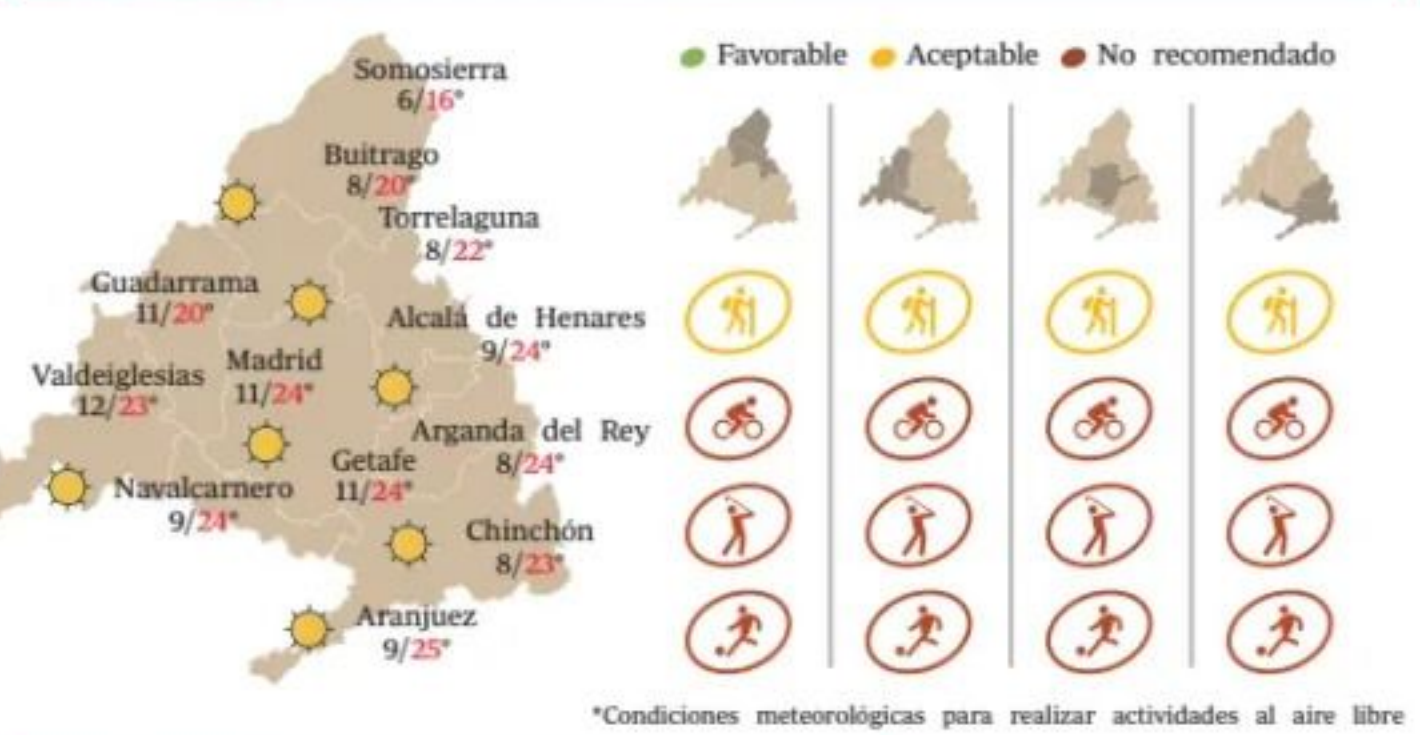 Somosierra
6/16°
Buitrago
8/20°
Torrelaguna
8/22°
Guadarrama
11/20°
Alcalá de Henares
9/24°
Madrid
11/24°
Valdeiglesias
12/23°
Arganda del Rey
8/24°
Getafe
11/24°
Navalcarnero
9/24°
Chinchón
8/23°
Aranjuez
9/25°
Favorable Aceptable No recomendado
*Condiciones meteorológicas para realizar actividades al aire libre